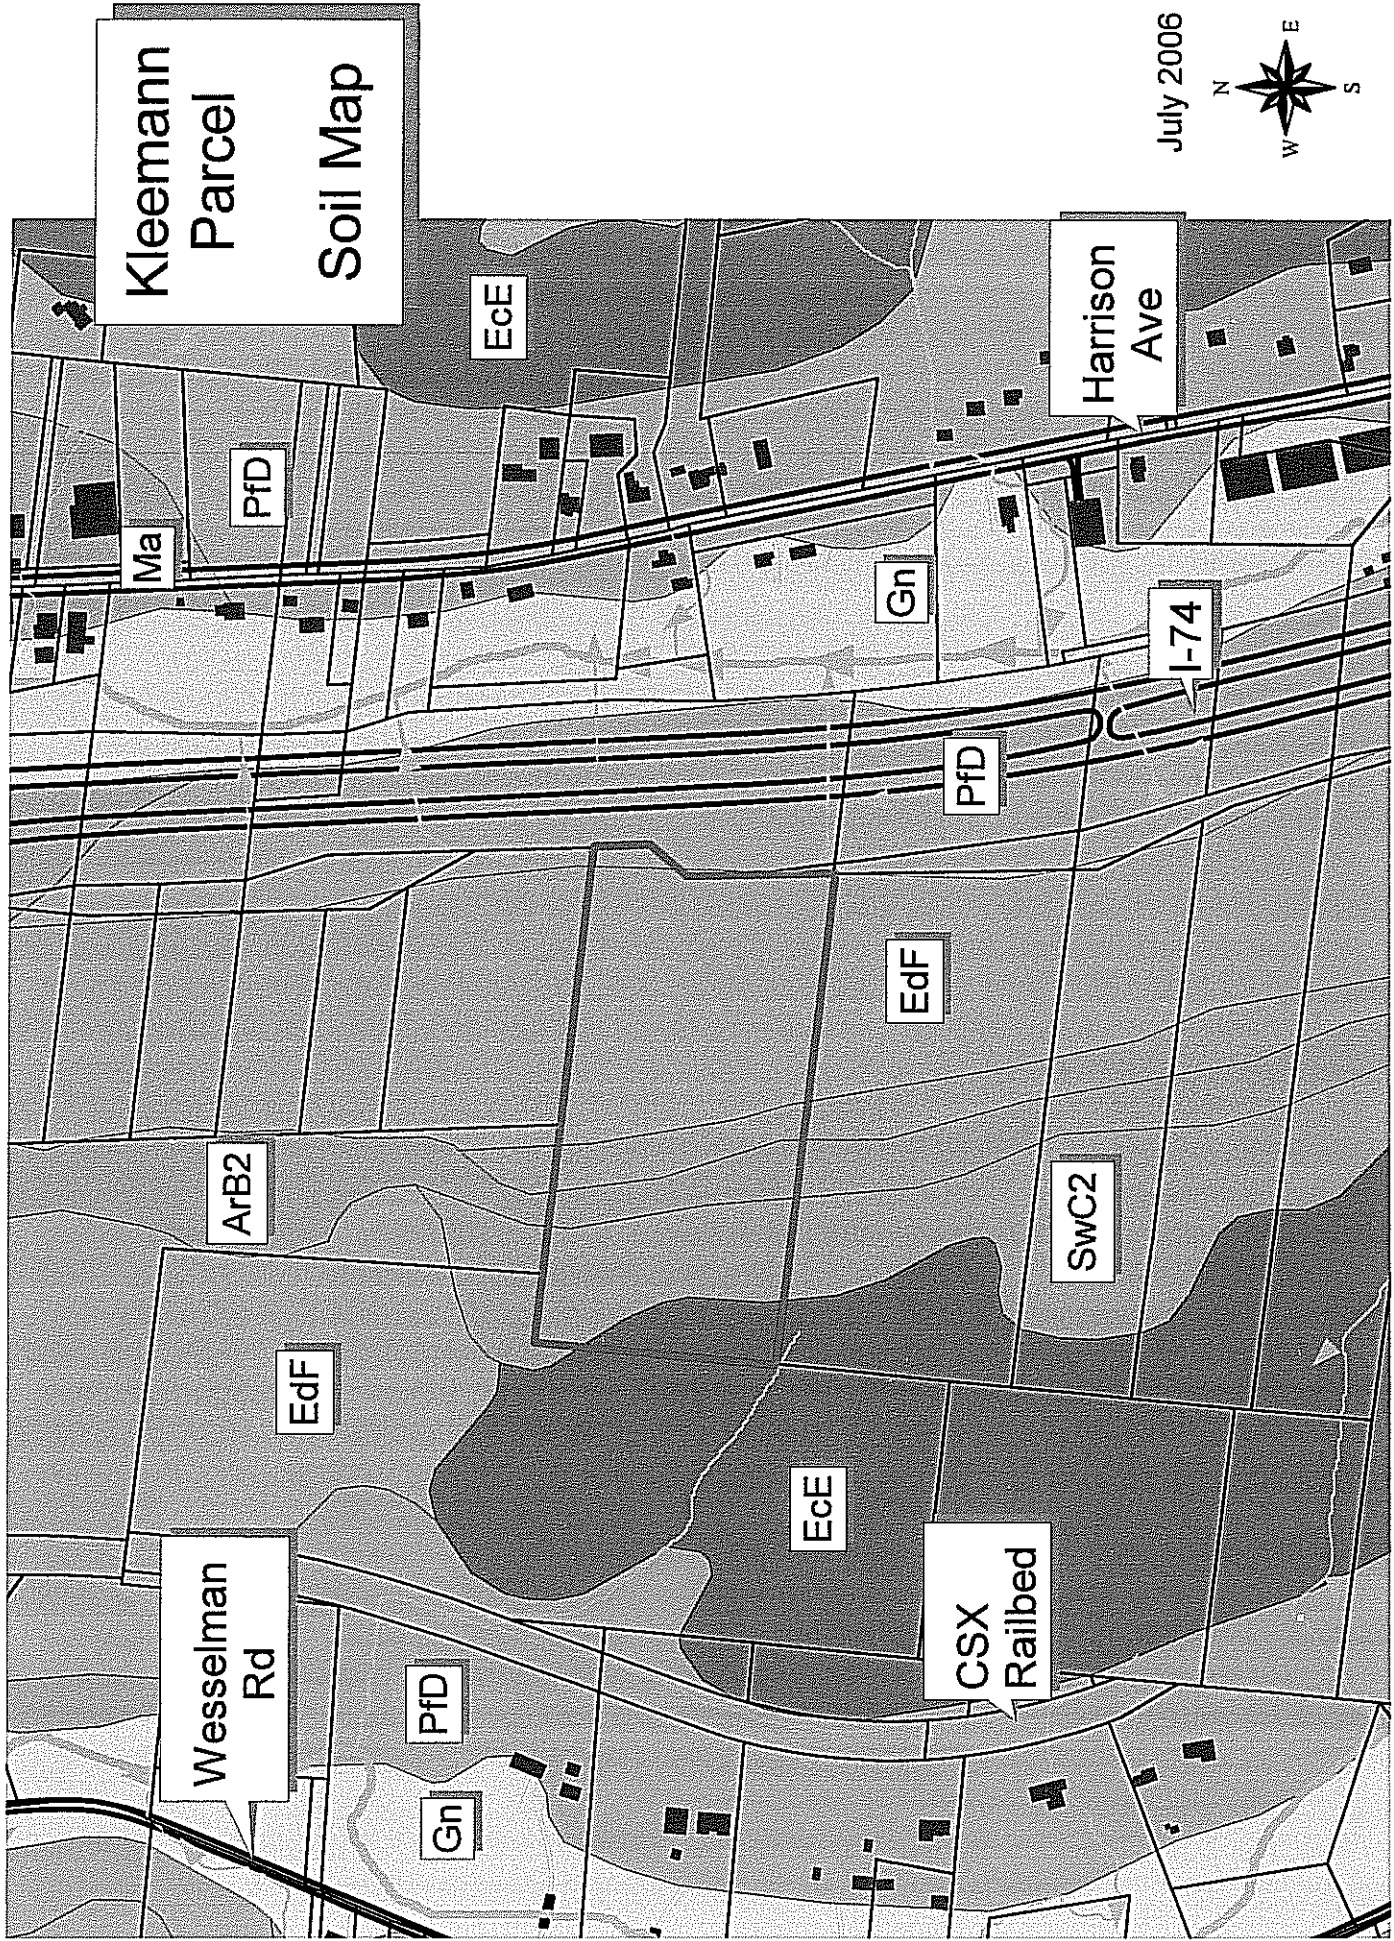 Kleemann
Parcel
Soil Map
Ma
Wesselman
Rd
ArB2
PfD
EdF
PfD
Gn
EcE
EcE
Gn
EdF
PfD
CSX
Railbed
SwC2
Harrison
Ave
I-74
July 2006
N
W
E
S